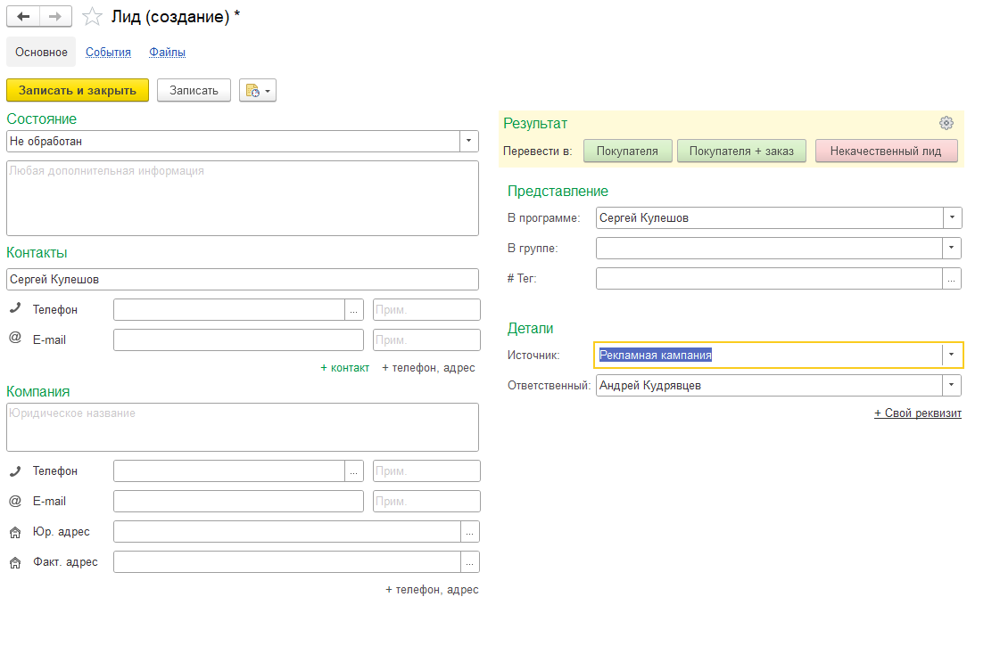 Лид (создание) *
Основное События Файлы
Записать и закрыть Записать
Состояние
Не обработан
Любая дополнительная информация
Контакты
Сергей Кулешов
Телефон ... Прим.
@ E-mail Прим.
+ контакт + телефон, адрес
Компания
Юридическое название
Телефон ... Прим.
@ E-mail Прим.
Юр. адрес ...
Факт. адрес ...
+ телефон, адрес
Результат
Перевести в: Покупателя Покупателя + заказ Некачественный лид
Представление
В программе: Сергей Кулешов
В группе:
# Тег: ...
Детали
Источник: Рекламная кампания
Ответственный: Андрей Кудрявцев
+ Свой реквизит